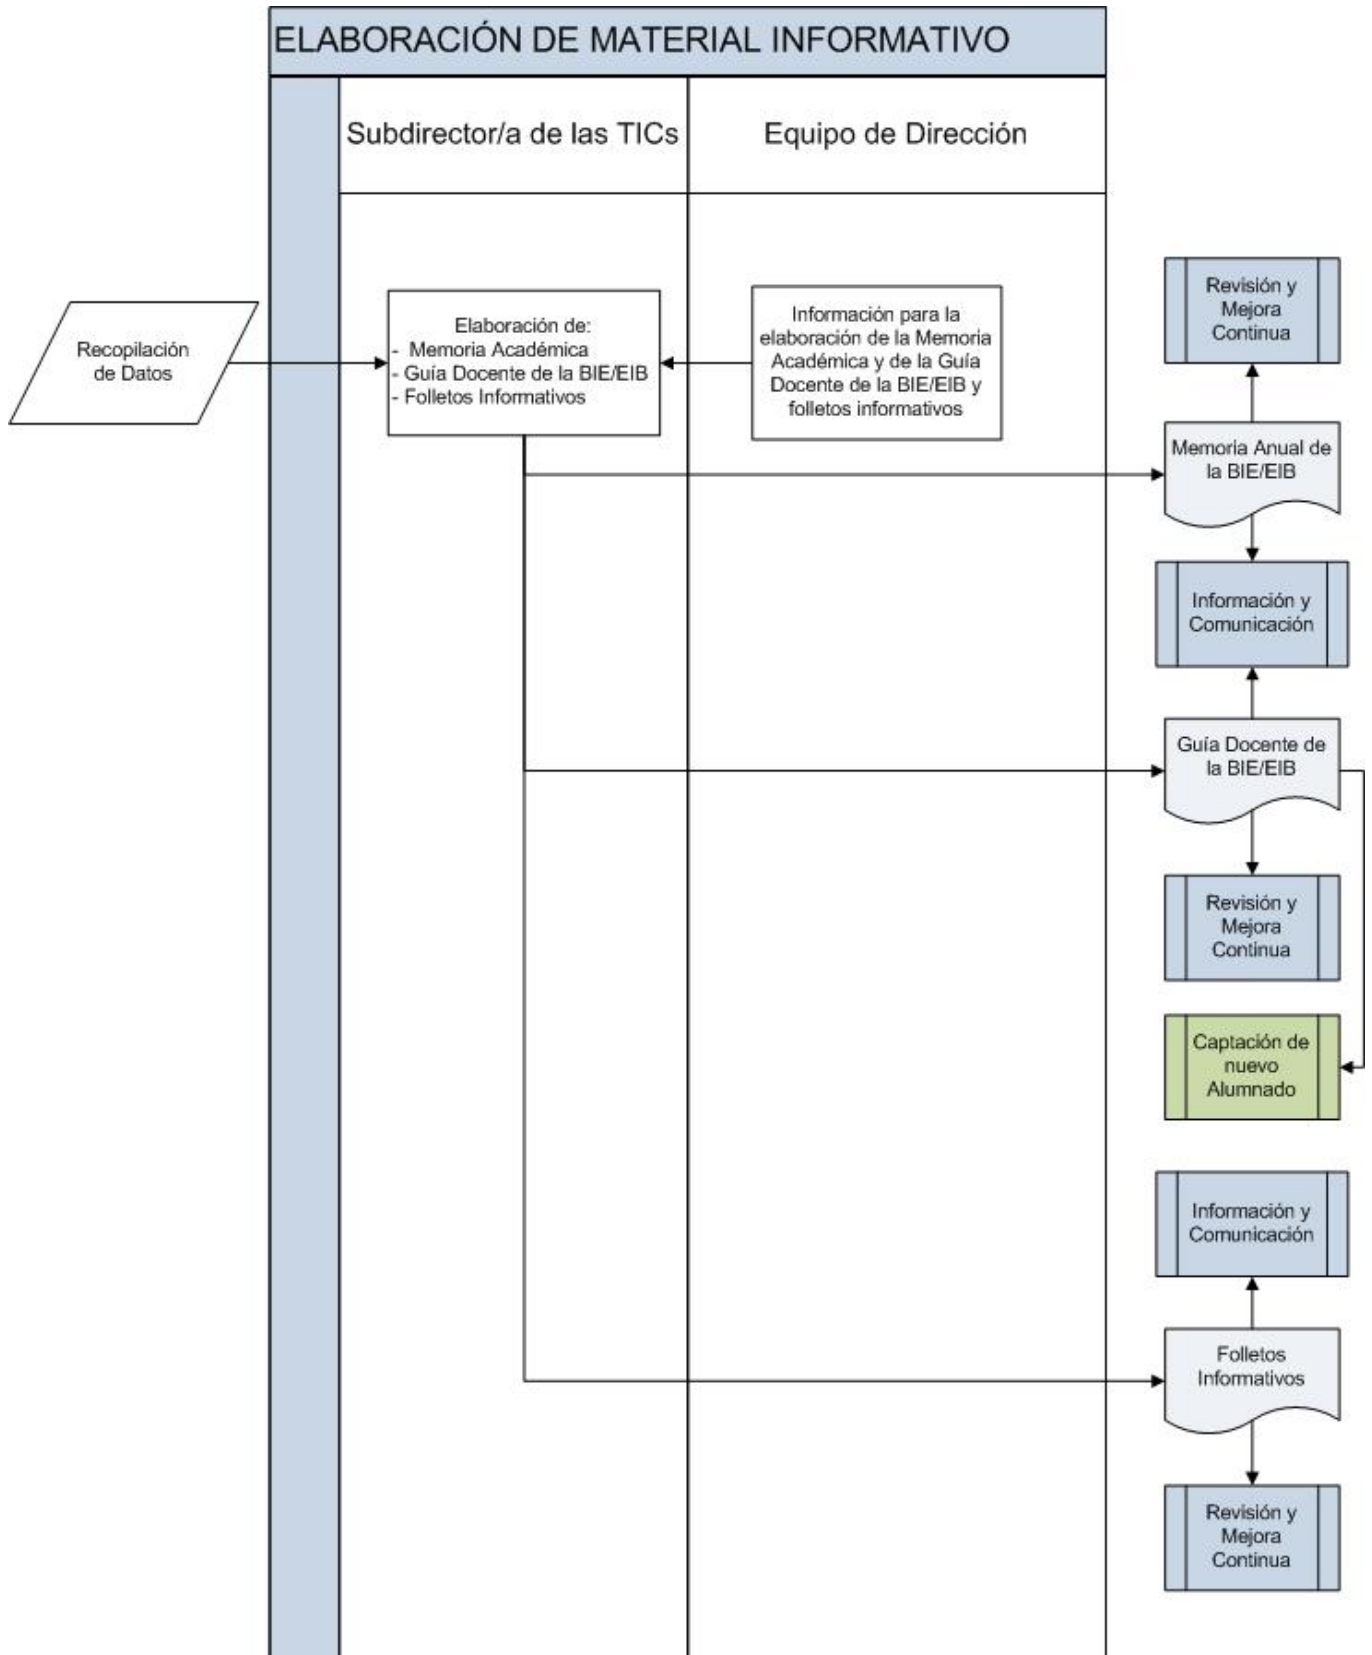 ELABORACIÓN DE MATERIAL INFORMATIVO
Subdirector/a de las TICs
Equipo de Dirección
Recopilación
de Datos
Elaboración de:
- Memoria Académica
- Guía Docente de la BIE/EIB
- Folletos Informativos
Información para la
elaboración de la Memoria
Académica y de la Guía
Docente de la BIE/EIB y
folletos informativos
Revisión y
Mejora
Continua
Memoria Anual de
la BIE/EIB
Información y
Comunicación
Guía Docente de
la BIE/EIB
Revisión y
Mejora
Continua
Captación de
nuevo
Alumnado
Información y
Comunicación
Folletos
Informativos
Revisión y
Mejora
Continua